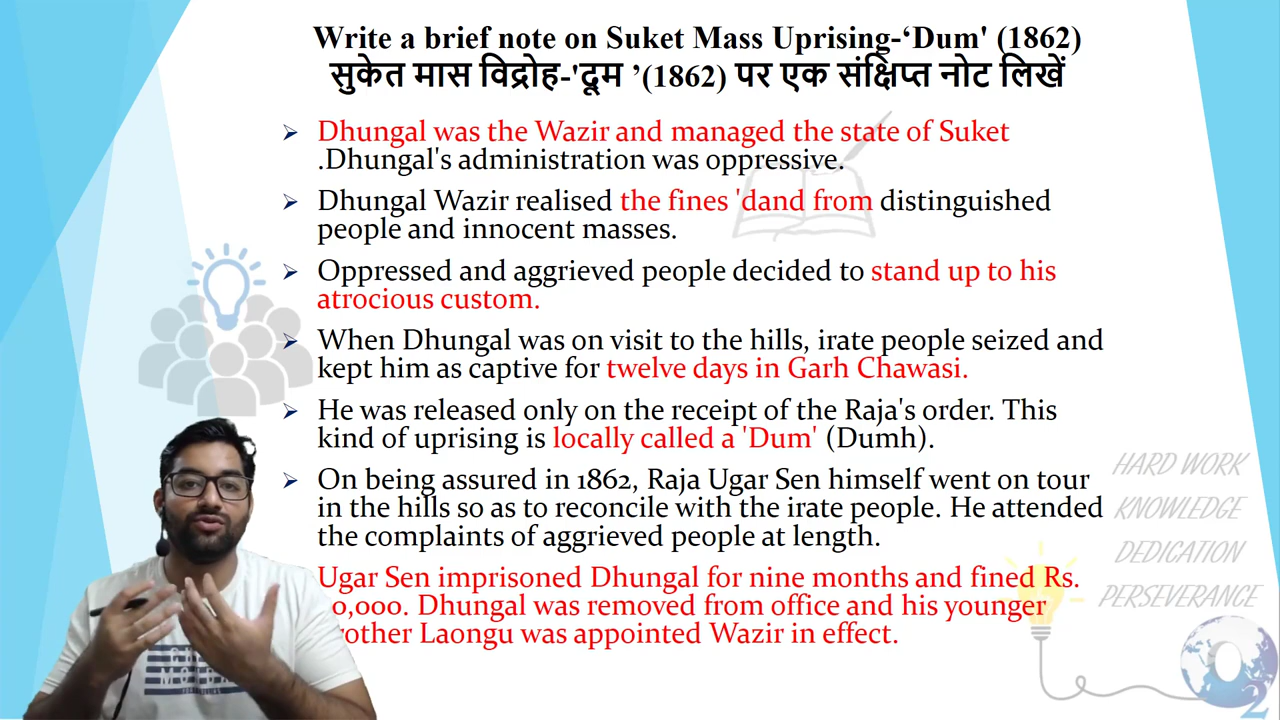 Write a brief note on Suket Mass Uprising-‘Dum' (1862)
सुकेत मास विद्रोह-'दूम ’(1862) पर एक संक्षिप्त नोट लिखें
➢ Dhungal was the Wazir and managed the state of Suket
.Dhungal's administration was oppressive.
➢ Dhungal Wazir realised the fines 'dand from distinguished
people and innocent masses.
➢ Oppressed and aggrieved people decided to stand up to his
atrocious custom.
➢ When Dhungal was on visit to the hills, irate people seized and
kept him as captive for twelve days in Garh Chawasi.
➢ He was released only on the receipt of the Raja's order. This
kind of uprising is locally called a 'Dum' (Dumh).
➢ On being assured in 1862, Raja Ugar Sen himself went on tour
in the hills so as to reconcile with the irate people. He attended
the complaints of aggrieved people at length.
Ugar Sen imprisoned Dhungal for nine months and fined Rs.
0,000. Dhungal was removed from office and his younger
rother Laongu was appointed Wazir in effect.
HARD WORK
KNOWLEDGE
DEDICATION
PERSEVERANCE
O2